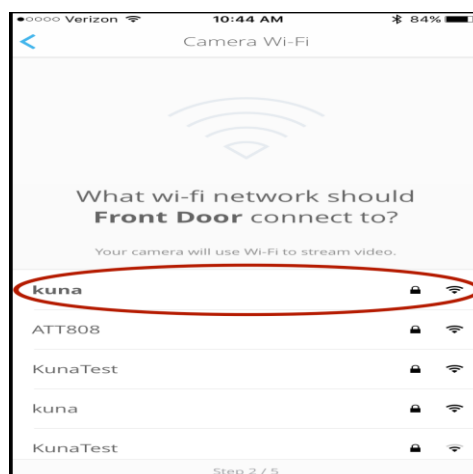 ●○○○○ Verizon 10:44 AM 84%
Camera Wi-Fi
What wi-fi network should
Front Door connect to?
Your camera will use Wi-Fi to stream video.
kuna
ATT808
KunaTest
kuna
KunaTest
Step 2 / 5